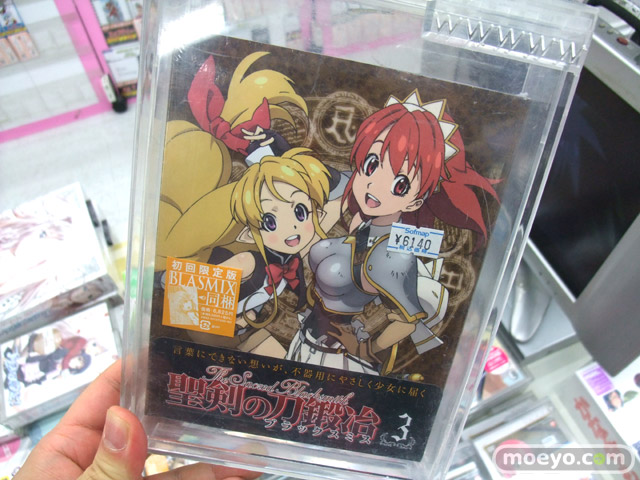 WWWWWW
Sofmap
¥6140
初回限定版
BLASMIX
同梱
言葉にできない想いが、不器用にやさしく少女に届く
The Sacred Blacksmith
聖剣の刀鍛冶
ブラックスミス
3
moeyo.com